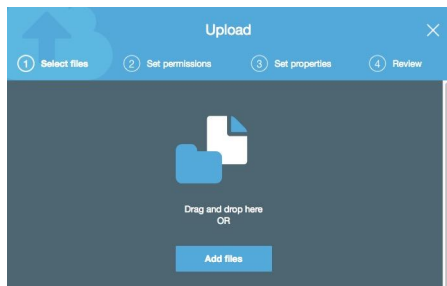 Upload
1 Select files 2 Set permissions 3 Set properties 4 Review
Drag and drop here
OR
Add files